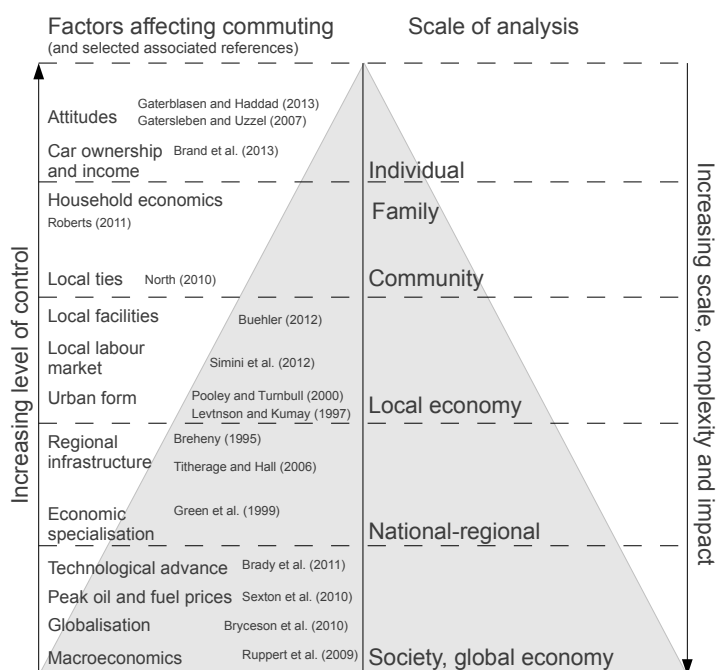 Factors affecting commuting
(and selected associated references)
Scale of analysis
Attitudes
Gaterblasen and Haddad (2013)
Gatersleben and Uzzel (2007)
Car ownership
and income
Brand et al. (2013)
Individual
Household economics
Roberts (2011)
Family
Local ties
North (2010)
Community
Local facilities
Buehler (2012)
Local labour
market
Simini et al. (2012)
Urban form
Pooley and Turnbull (2000)
Levtnson and Kumay (1997)
Local economy
Regional
infrastructure
Breheny (1995)
Titherage and Hall (2006)
Economic
specialisation
Green et al. (1999)
National-regional
Technological advance
Brady et al. (2011)
Peak oil and fuel prices
Sexton et al. (2010)
Globalisation
Bryceson et al. (2010)
Macroeconomics
Ruppert et al. (2009)
Society, global economy
Increasing level of control
Increasing scale, complexity and impact